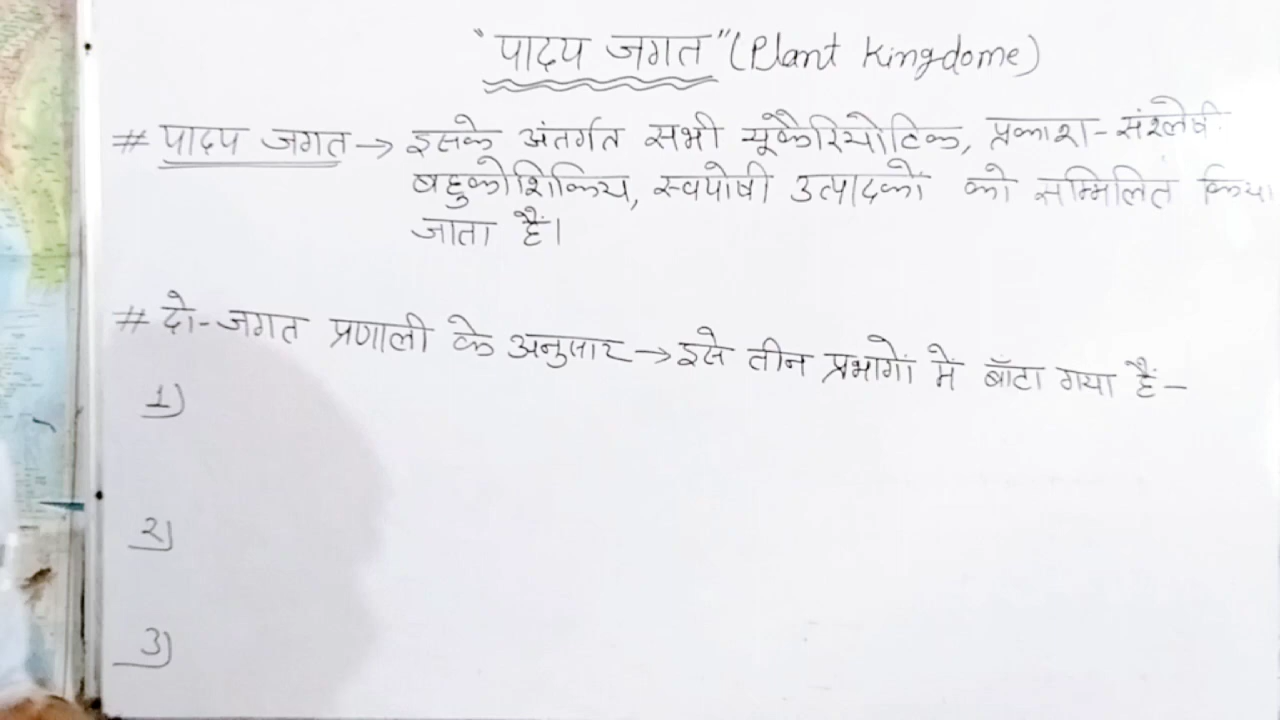 "पादप जगत" (Plant Kingdome)
# पादप जगत → इसके अंतर्गत सभी यूकैरियोटिक, प्रकाश-संश्लेषी
बहुकोशिकिय, स्वपोषी उत्पादकों को सम्मिलित किया
जाता हैं।
# दो-जगत प्रणाली के अनुसार → इसे तीन प्रभागों में बाँटा गया हैं-
1)
2)
3)